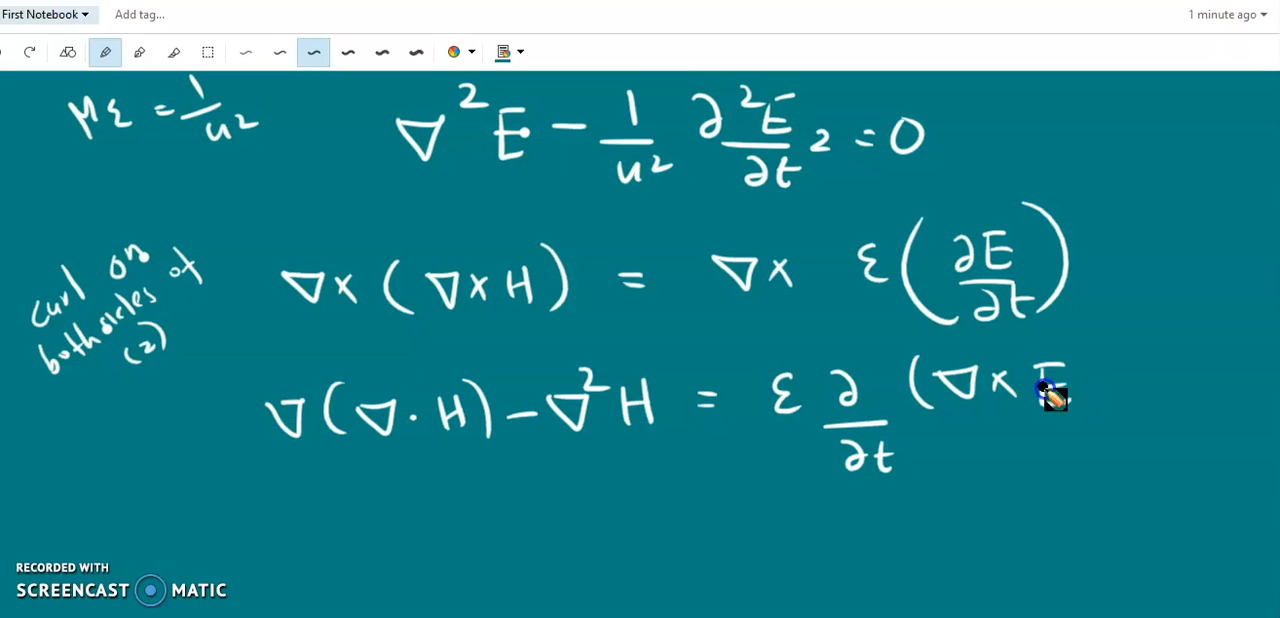 First Notebook Add tag... 1 minute ago
με = 1/u²
∇²E − 1/u² ∂²E/∂t² = 0
curl on
both sides of
(2)
∇×(∇×H) = ∇× ε(∂E/∂t)
∇(∇·H) − ∇²H = ε ∂/∂t (∇× E
RECORDED WITH
SCREENCAST MATIC